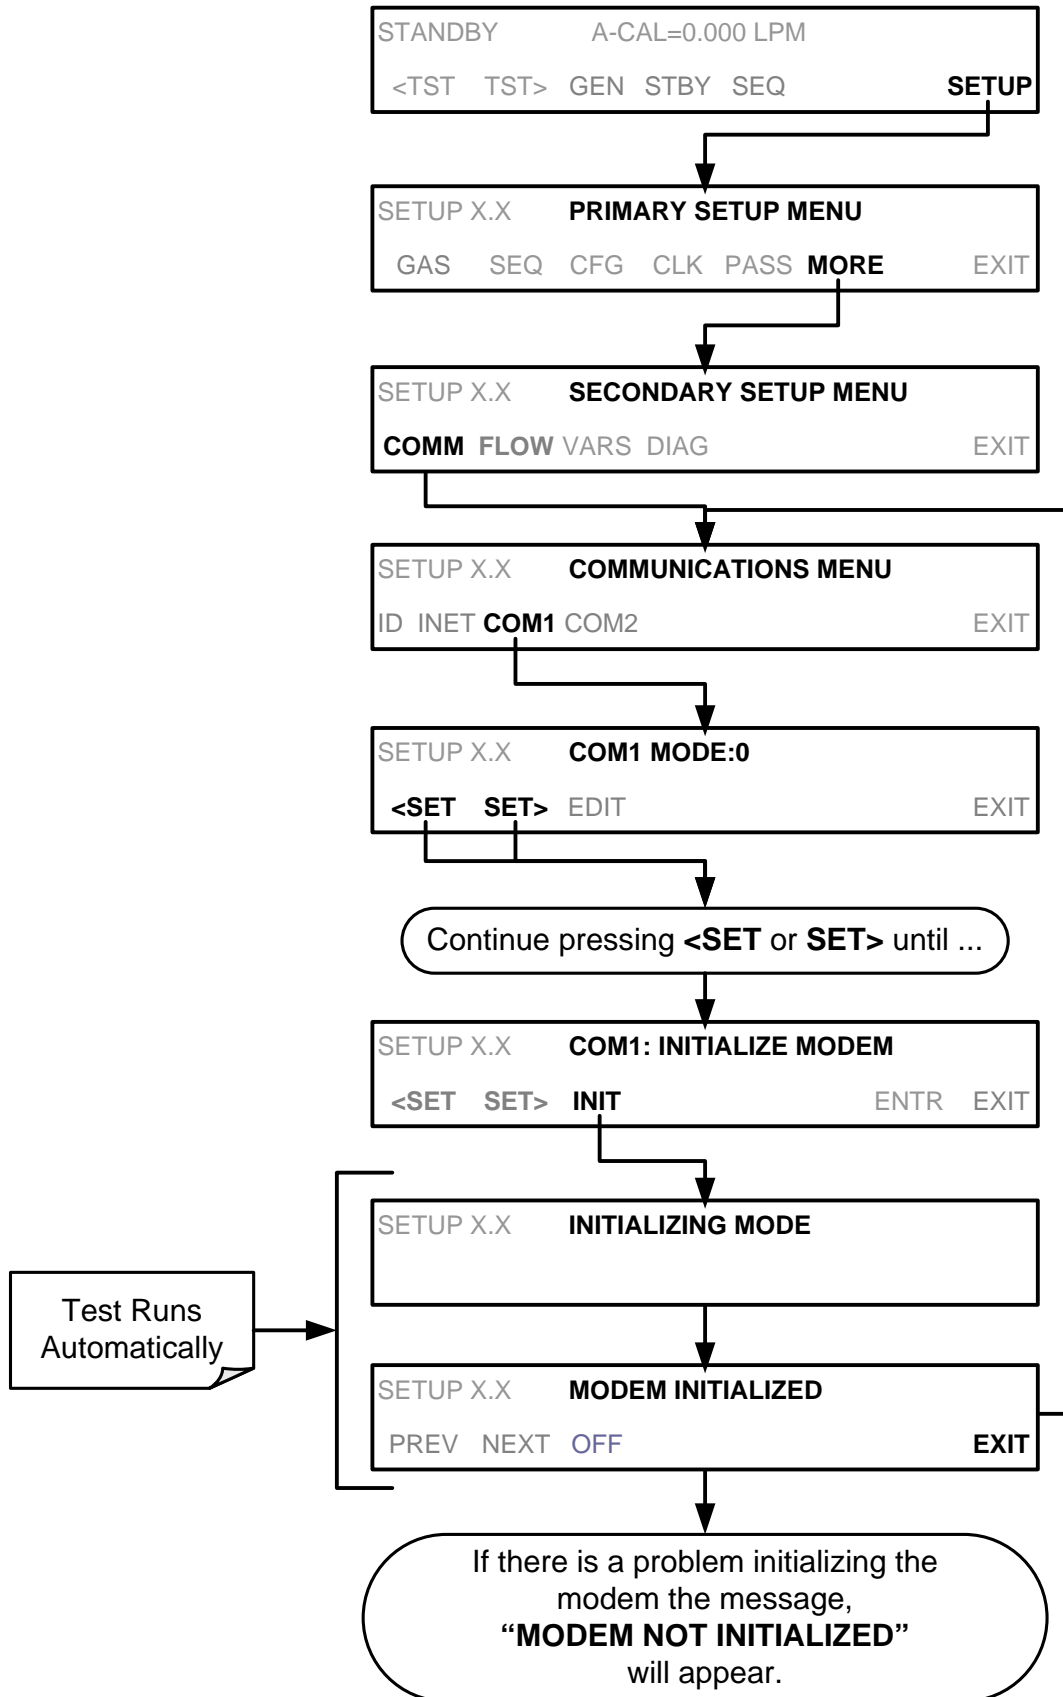 STANDBY A-CAL=0.000 LPM
<TST TST> GEN STBY SEQ SETUP
SETUP X.X PRIMARY SETUP MENU
GAS SEQ CFG CLK PASS MORE EXIT
SETUP X.X SECONDARY SETUP MENU
COMM FLOW VARS DIAG EXIT
SETUP X.X COMMUNICATIONS MENU
ID INET COM1 COM2 EXIT
SETUP X.X COM1 MODE:0
<SET SET> EDIT EXIT
Continue pressing <SET or SET> until ...
SETUP X.X COM1: INITIALIZE MODEM
<SET SET> INIT ENTR EXIT
SETUP X.X INITIALIZING MODE
Test Runs
Automatically
SETUP X.X MODEM INITIALIZED
PREV NEXT OFF EXIT
If there is a problem initializing the
modem the message,
“MODEM NOT INITIALIZED”
will appear.